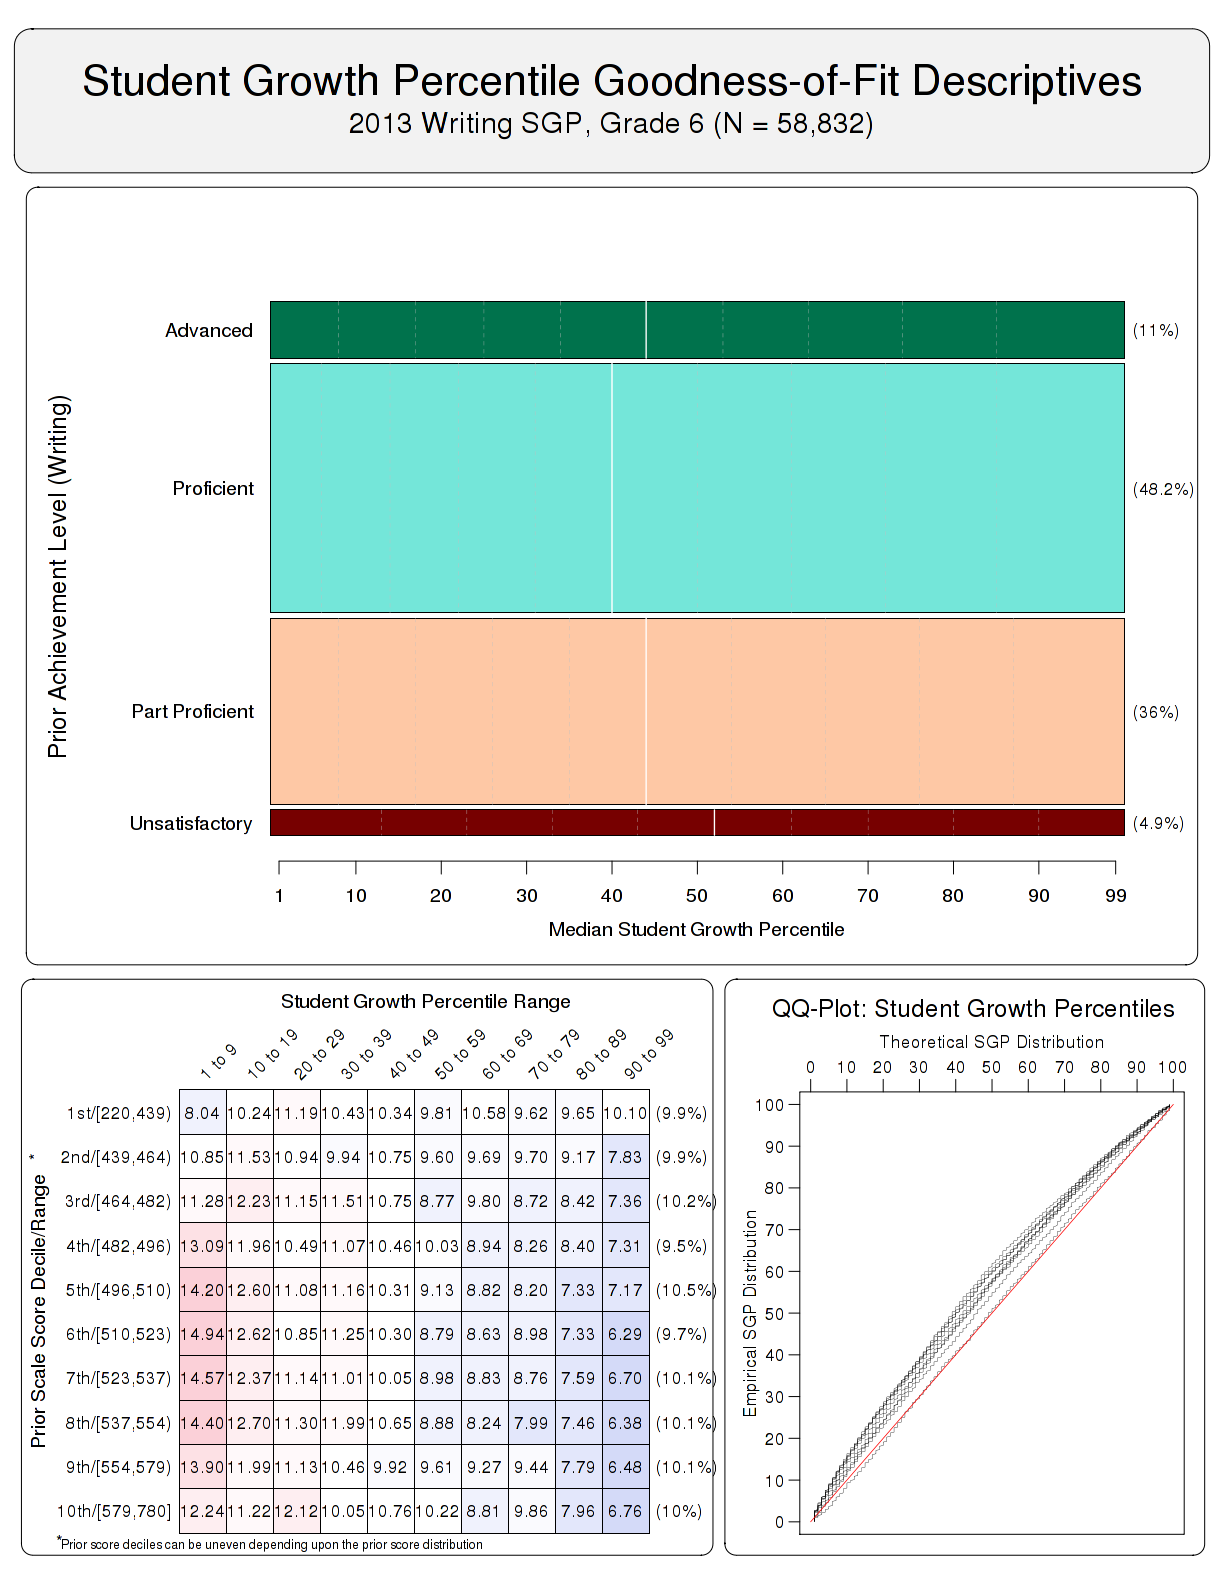 Student Growth Percentile Goodness-of-Fit Descriptives
2013 Writing SGP, Grade 6 (N = 58,832)
Prior Achievement Level (Writing)
Advanced (11%)
Proficient (48.2%)
Part Proficient (36%)
Unsatisfactory (4.9%)
1 10 20 30 40 50 60 70 80 90 99
Median Student Growth Percentile
Student Growth Percentile Range
1 to 9 10 to 19 20 to 29 30 to 39 40 to 49 50 to 59 60 to 69 70 to 79 80 to 89 90 to 99
Prior Scale Score Decile/Range *
1st/[220,439) 8.04 10.24 11.19 10.43 10.34 9.81 10.58 9.62 9.65 10.10 (9.9%)
2nd/[439,464) 10.85 11.53 10.94 9.94 10.75 9.60 9.69 9.70 9.17 7.83 (9.9%)
3rd/[464,482) 11.28 12.23 11.15 11.51 10.75 8.77 9.80 8.72 8.42 7.36 (10.2%)
4th/[482,496) 13.09 11.96 10.49 11.07 10.46 10.03 8.94 8.26 8.40 7.31 (9.5%)
5th/[496,510) 14.20 12.60 11.08 11.16 10.31 9.13 8.82 8.20 7.33 7.17 (10.5%)
6th/[510,523) 14.94 12.62 10.85 11.25 10.30 8.79 8.63 8.98 7.33 6.29 (9.7%)
7th/[523,537) 14.57 12.37 11.14 11.01 10.05 8.98 8.83 8.76 7.59 6.70 (10.1%)
8th/[537,554) 14.40 12.70 11.30 11.99 10.65 8.88 8.24 7.99 7.46 6.38 (10.1%)
9th/[554,579) 13.90 11.99 11.13 10.46 9.92 9.61 9.27 9.44 7.79 6.48 (10.1%)
10th/[579,780] 12.24 11.22 12.12 10.05 10.76 10.22 8.81 9.86 7.96 6.76 (10%)
*Prior score deciles can be uneven depending upon the prior score distribution
QQ-Plot: Student Growth Percentiles
Theoretical SGP Distribution
0 10 20 30 40 50 60 70 80 90 100
Empirical SGP Distribution
100
90
80
70
60
50
40
30
20
10
0